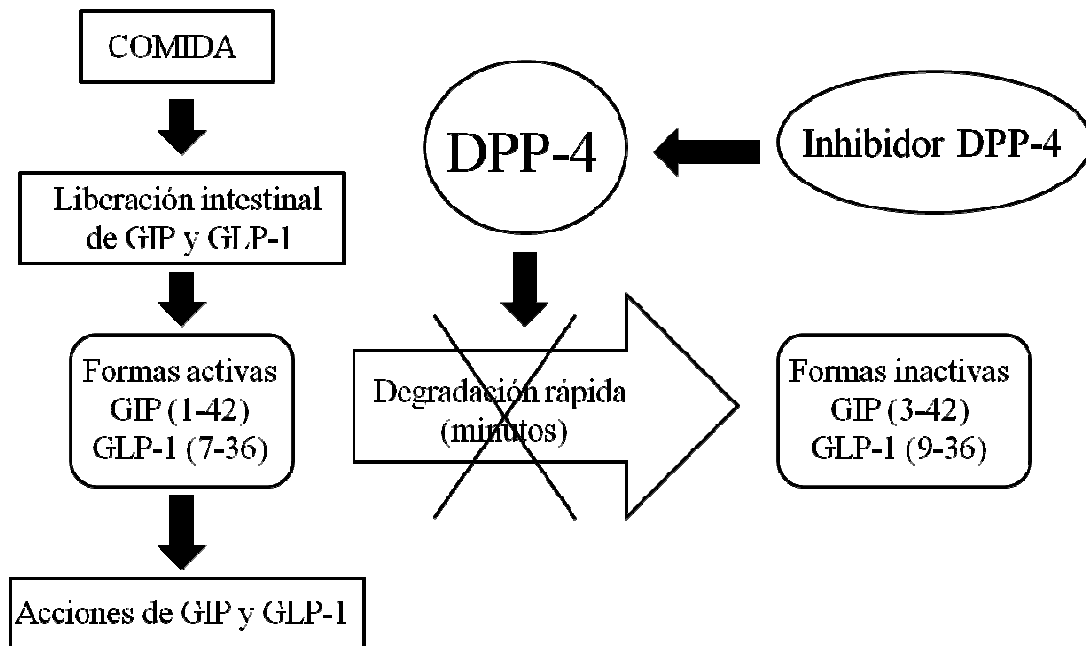 COMIDA
Liberación intestinal
de GIP y GLP-1
Formas activas
GIP (1-42)
GLP-1 (7-36)
Acciones de GIP y GLP-1
DPP-4
Inhibidor DPP-4
Degradación rápida
(minutos)
Formas inactivas
GIP (3-42)
GLP-1 (9-36)